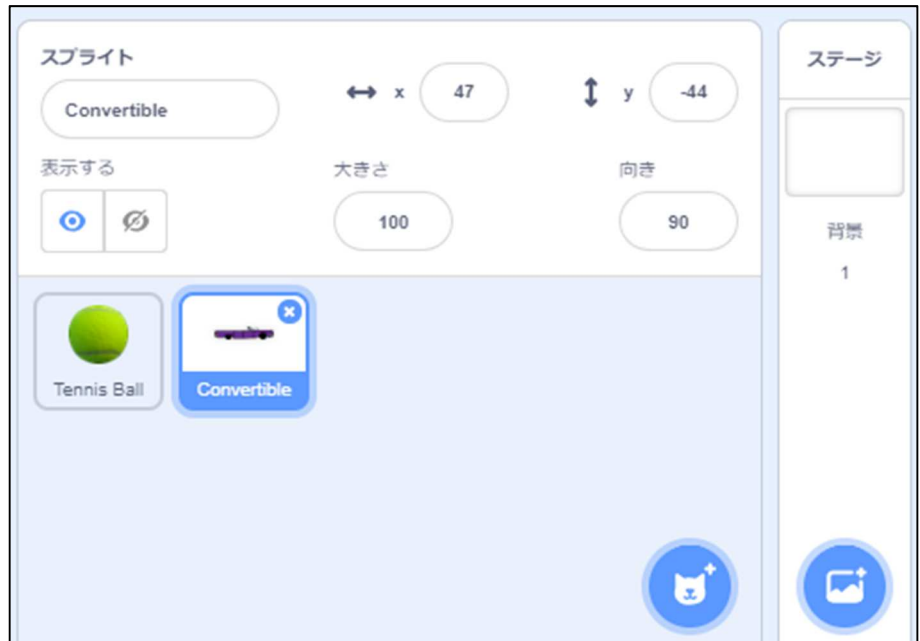 スプライト
Convertible
x 47
y -44
表示する
大きさ
100
向き
90
Tennis Ball
Convertible
ステージ
背景
1